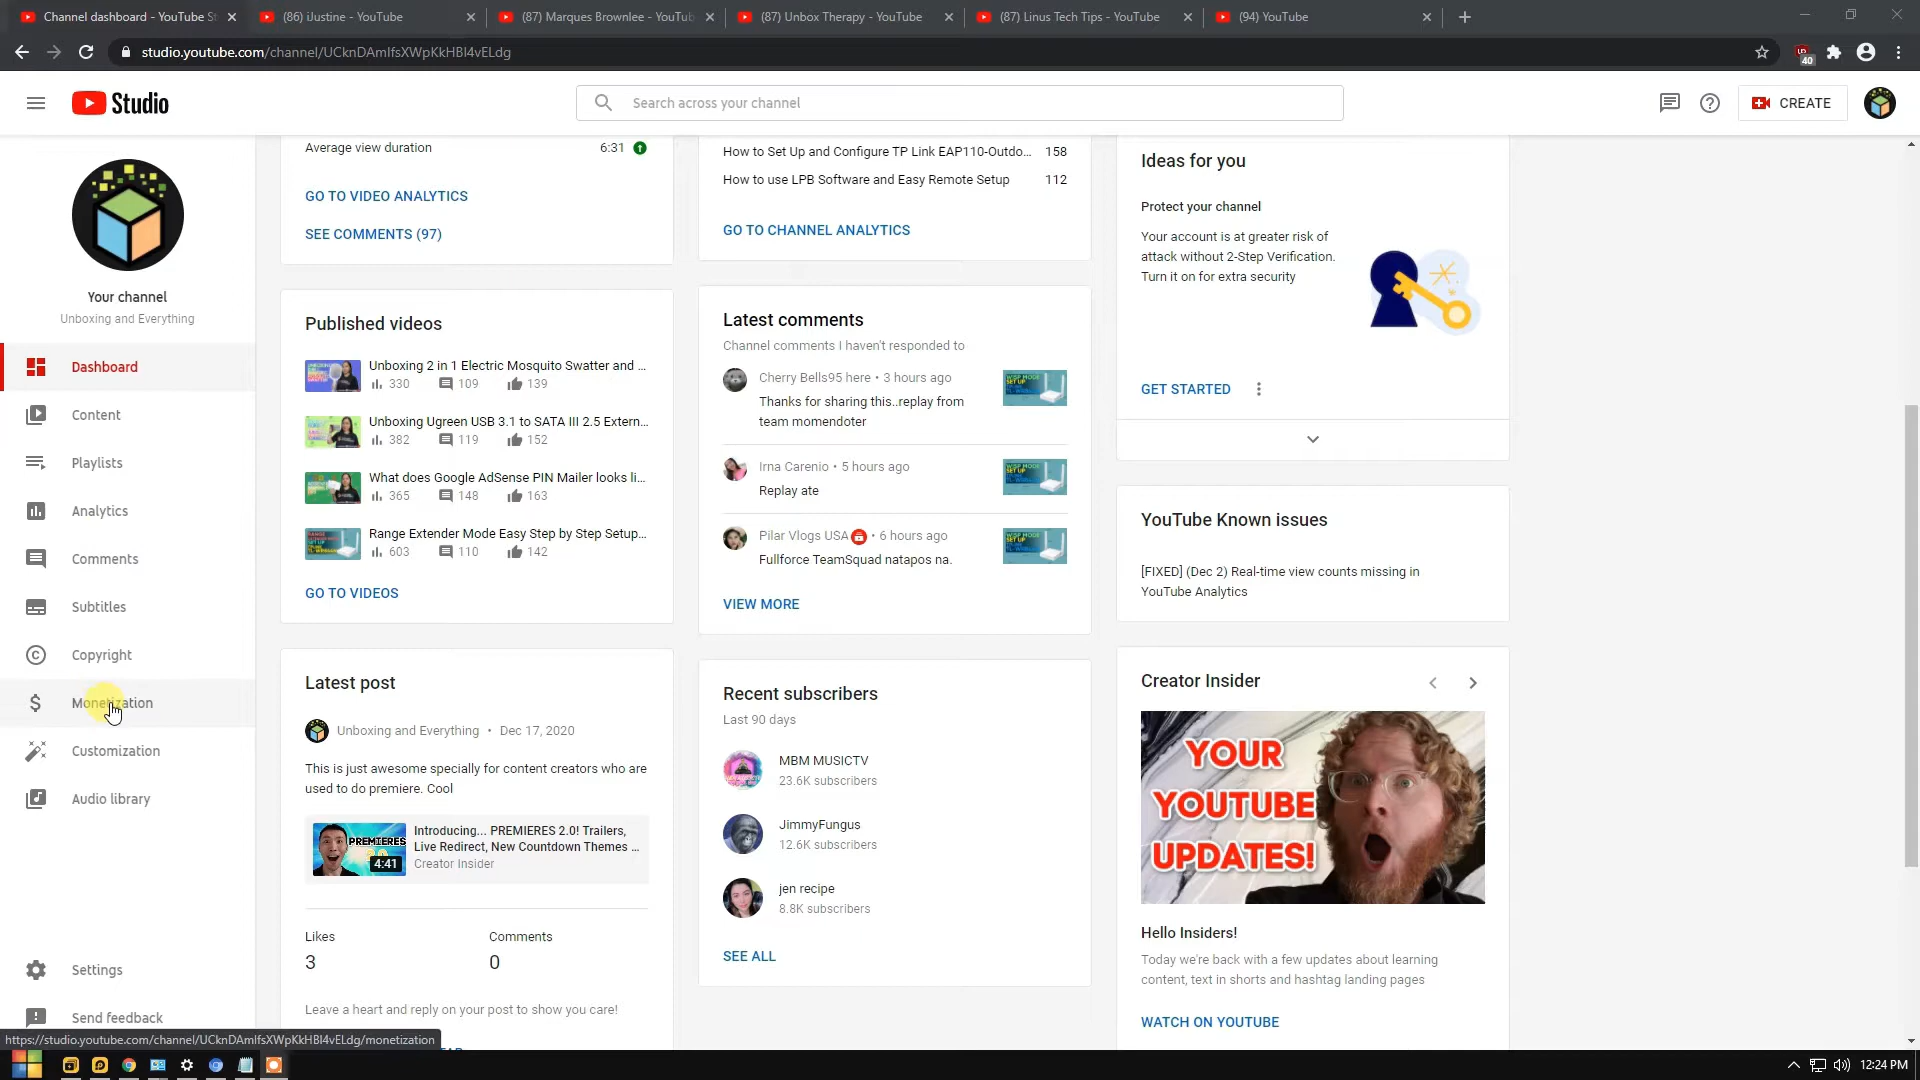 Channel dashboard - YouTube St
(86) iJustine - YouTube
(87) Marques Brownlee - YouTub
(87) Unbox Therapy - YouTube
(87) Linus Tech Tips - YouTube
(94) YouTube
studio.youtube.com/channel/UCknDAmIfsXWpKkHBI4vELdg
40
Studio
Search across your channel
CREATE
Your channel
Unboxing and Everything
Dashboard
Content
Playlists
Analytics
Comments
Subtitles
Copyright
Monetization
Customization
Audio library
Settings
Send feedback
Average view duration 6:31
GO TO VIDEO ANALYTICS
SEE COMMENTS (97)
Published videos
Unboxing 2 in 1 Electric Mosquito Swatter and ...
330 109 139
Unboxing Ugreen USB 3.1 to SATA III 2.5 Extern...
382 119 152
What does Google AdSense PIN Mailer looks li...
365 148 163
Range Extender Mode Easy Step by Step Setup...
603 110 142
GO TO VIDEOS
Latest post
Unboxing and Everything • Dec 17, 2020
This is just awesome specially for content creators who are
used to do premiere. Cool
PREMIERES
4:41
Introducing... PREMIERES 2.0! Trailers,
Live Redirect, New Countdown Themes ...
Creator Insider
Likes Comments
3 0
Leave a heart and reply on your post to show you care!
How to Set Up and Configure TP Link EAP110-Outdo... 158
How to use LPB Software and Easy Remote Setup 112
GO TO CHANNEL ANALYTICS
Latest comments
Channel comments I haven't responded to
Cherry Bells95 here • 3 hours ago
Thanks for sharing this..replay from
team momendoter
WISP MODE
SET UP
Irna Carenio • 5 hours ago
Replay ate
WISP MODE
SET UP
Pilar Vlogs USA • 6 hours ago
Fullforce TeamSquad natapos na.
WISP MODE
SET UP
VIEW MORE
Recent subscribers
Last 90 days
MBM MUSICTV
23.6K subscribers
JimmyFungus
12.6K subscribers
jen recipe
8.8K subscribers
SEE ALL
Ideas for you
Protect your channel
Your account is at greater risk of
attack without 2-Step Verification.
Turn it on for extra security
GET STARTED
YouTube Known issues
[FIXED] (Dec 2) Real-time view counts missing in
YouTube Analytics
Creator Insider
YOUR
YOUTUBE
UPDATES!
Hello Insiders!
Today we're back with a few updates about learning
content, text in shorts and hashtag landing pages
WATCH ON YOUTUBE
https://studio.youtube.com/channel/UCknDAmIfsXWpKkHBI4vELdg/monetization
12:24 PM